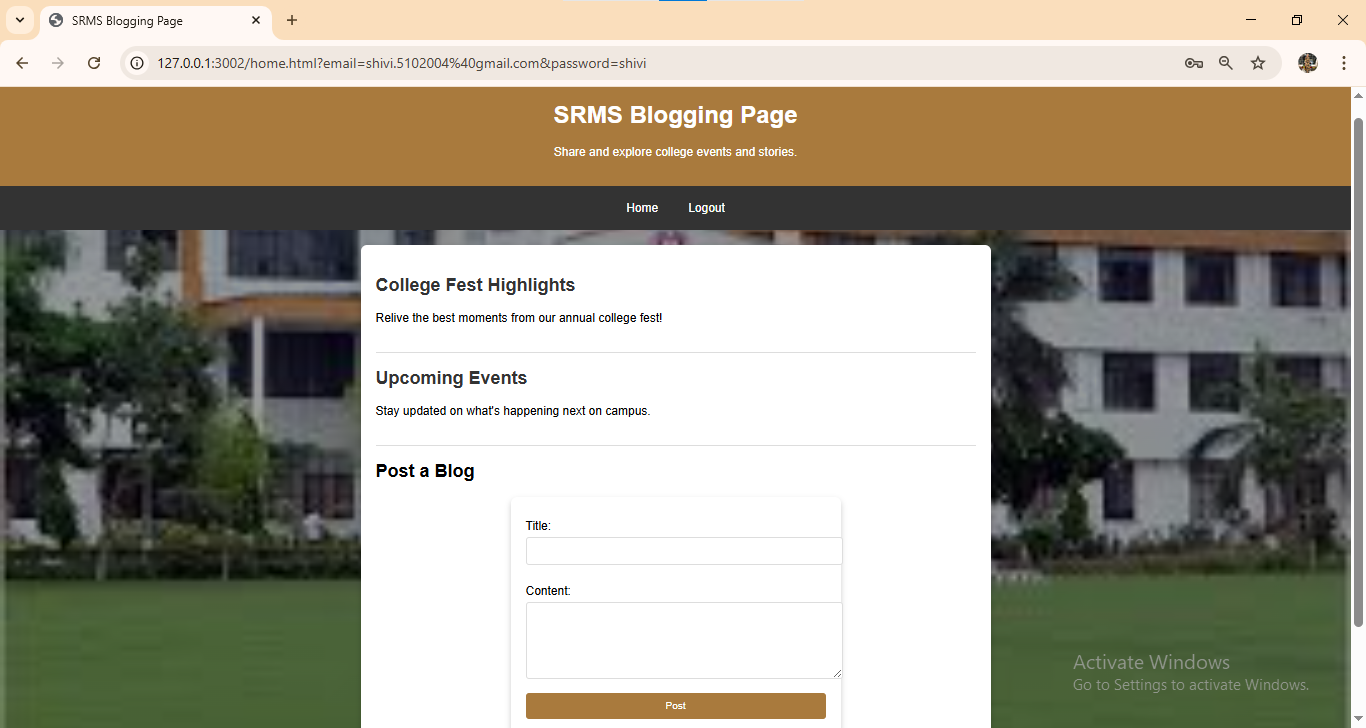 SRMS Blogging Page
127.0.0.1:3002/home.html?email=shivi.5102004%40gmail.com&password=shivi
SRMS Blogging Page
Share and explore college events and stories.
Home Logout
College Fest Highlights
Relive the best moments from our annual college fest!
Upcoming Events
Stay updated on what's happening next on campus.
Post a Blog
Title:
Content:
Post
Activate Windows
Go to Settings to activate Windows.